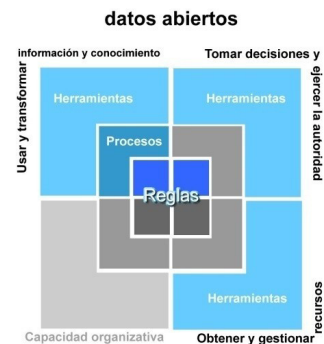 datos abiertos
información y conocimiento
Tomar decisiones y
ejercer la autoridad
Usar y transformar
Herramientas
Herramientas
Procesos
Reglas
Herramientas
recursos
Capacidad organizativa
Obtener y gestionar